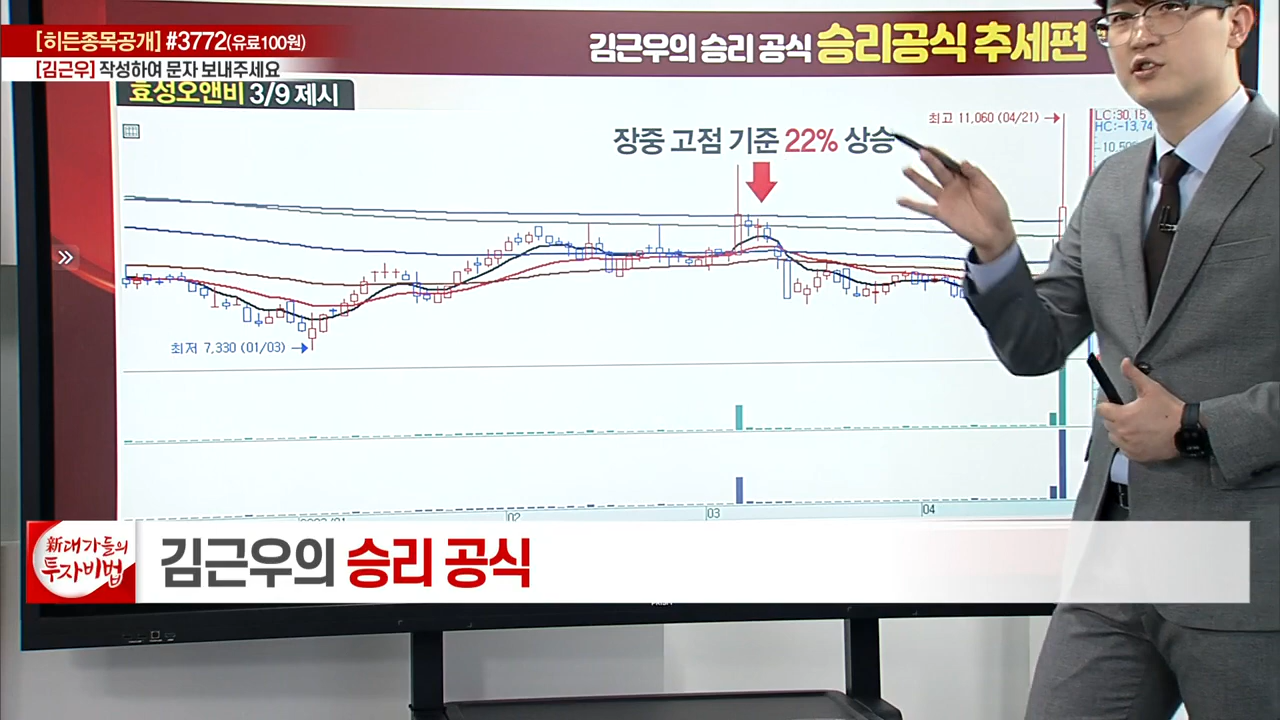 [히든종목공개] #3772(유료100원)
[김근우] 작성하여 문자 보내주세요
김근우의 승리 공식 승리공식 추세편
효성오앤비 3/9 제시
장중 고점 기준 22% 상승
최고 11,060 (04/21)
LC:30,15
HC:-13,74
최저 7,330 (01/03)
02
03
04
新대가들의
투자비법
김근우의 승리 공식